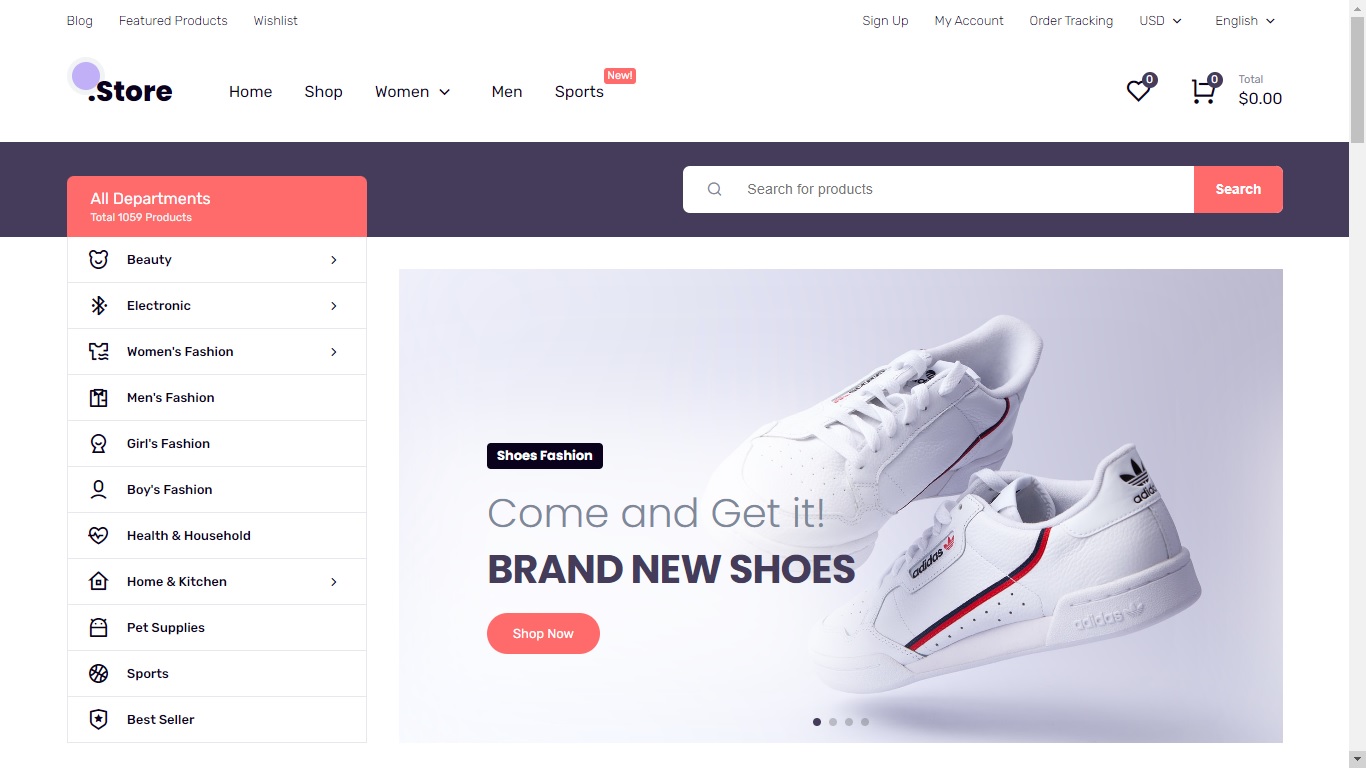 Blog Featured Products Wishlist Sign Up My Account Order Tracking USD English
.Store Home Shop Women Men Sports New! 0 0 Total
$0.00
All Departments
Total 1059 Products
Search for products Search
Beauty
Electronic
Women's Fashion
Men's Fashion
Girl's Fashion
Boy's Fashion
Health & Household
Home & Kitchen
Pet Supplies
Sports
Best Seller
Shoes Fashion
Come and Get it!
BRAND NEW SHOES
Shop Now
adidas
adidas